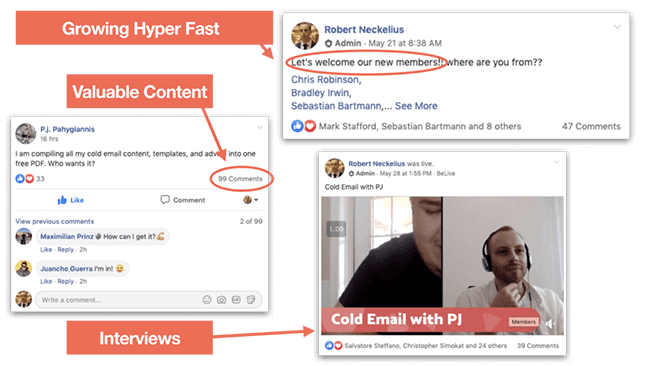 Growing Hyper Fast
Robert Neckelius
Admin · May 21 at 8:38 AM
Let's welcome our new members!! where are you from??
Chris Robinson,
Bradley Irwin,
Sebastian Bartmann,... See More
Mark Stafford, Sebastian Bartmann and 8 others 47 Comments
Valuable Content
P.j. Pahygiannis
16 hrs
I am compiling all my cold email content, templates, and advice into one
free PDF. Who wants it?
33 99 Comments
Like Comment
View previous comments 2 of 99
Maximilian Prinz How can I get it?
Like · Reply · 2h
Juancho Guerra I'm in!
Like · Reply · 2h
Write a comment...
GIF
Robert Neckelius was live.
Admin · May 28 at 1:55 PM · BeLive
Cold Email with PJ
1.00
Cold Email with PJ
Members
Salvatore Steffano, Christopher Simokat and 24 others 39 Comments
Interviews